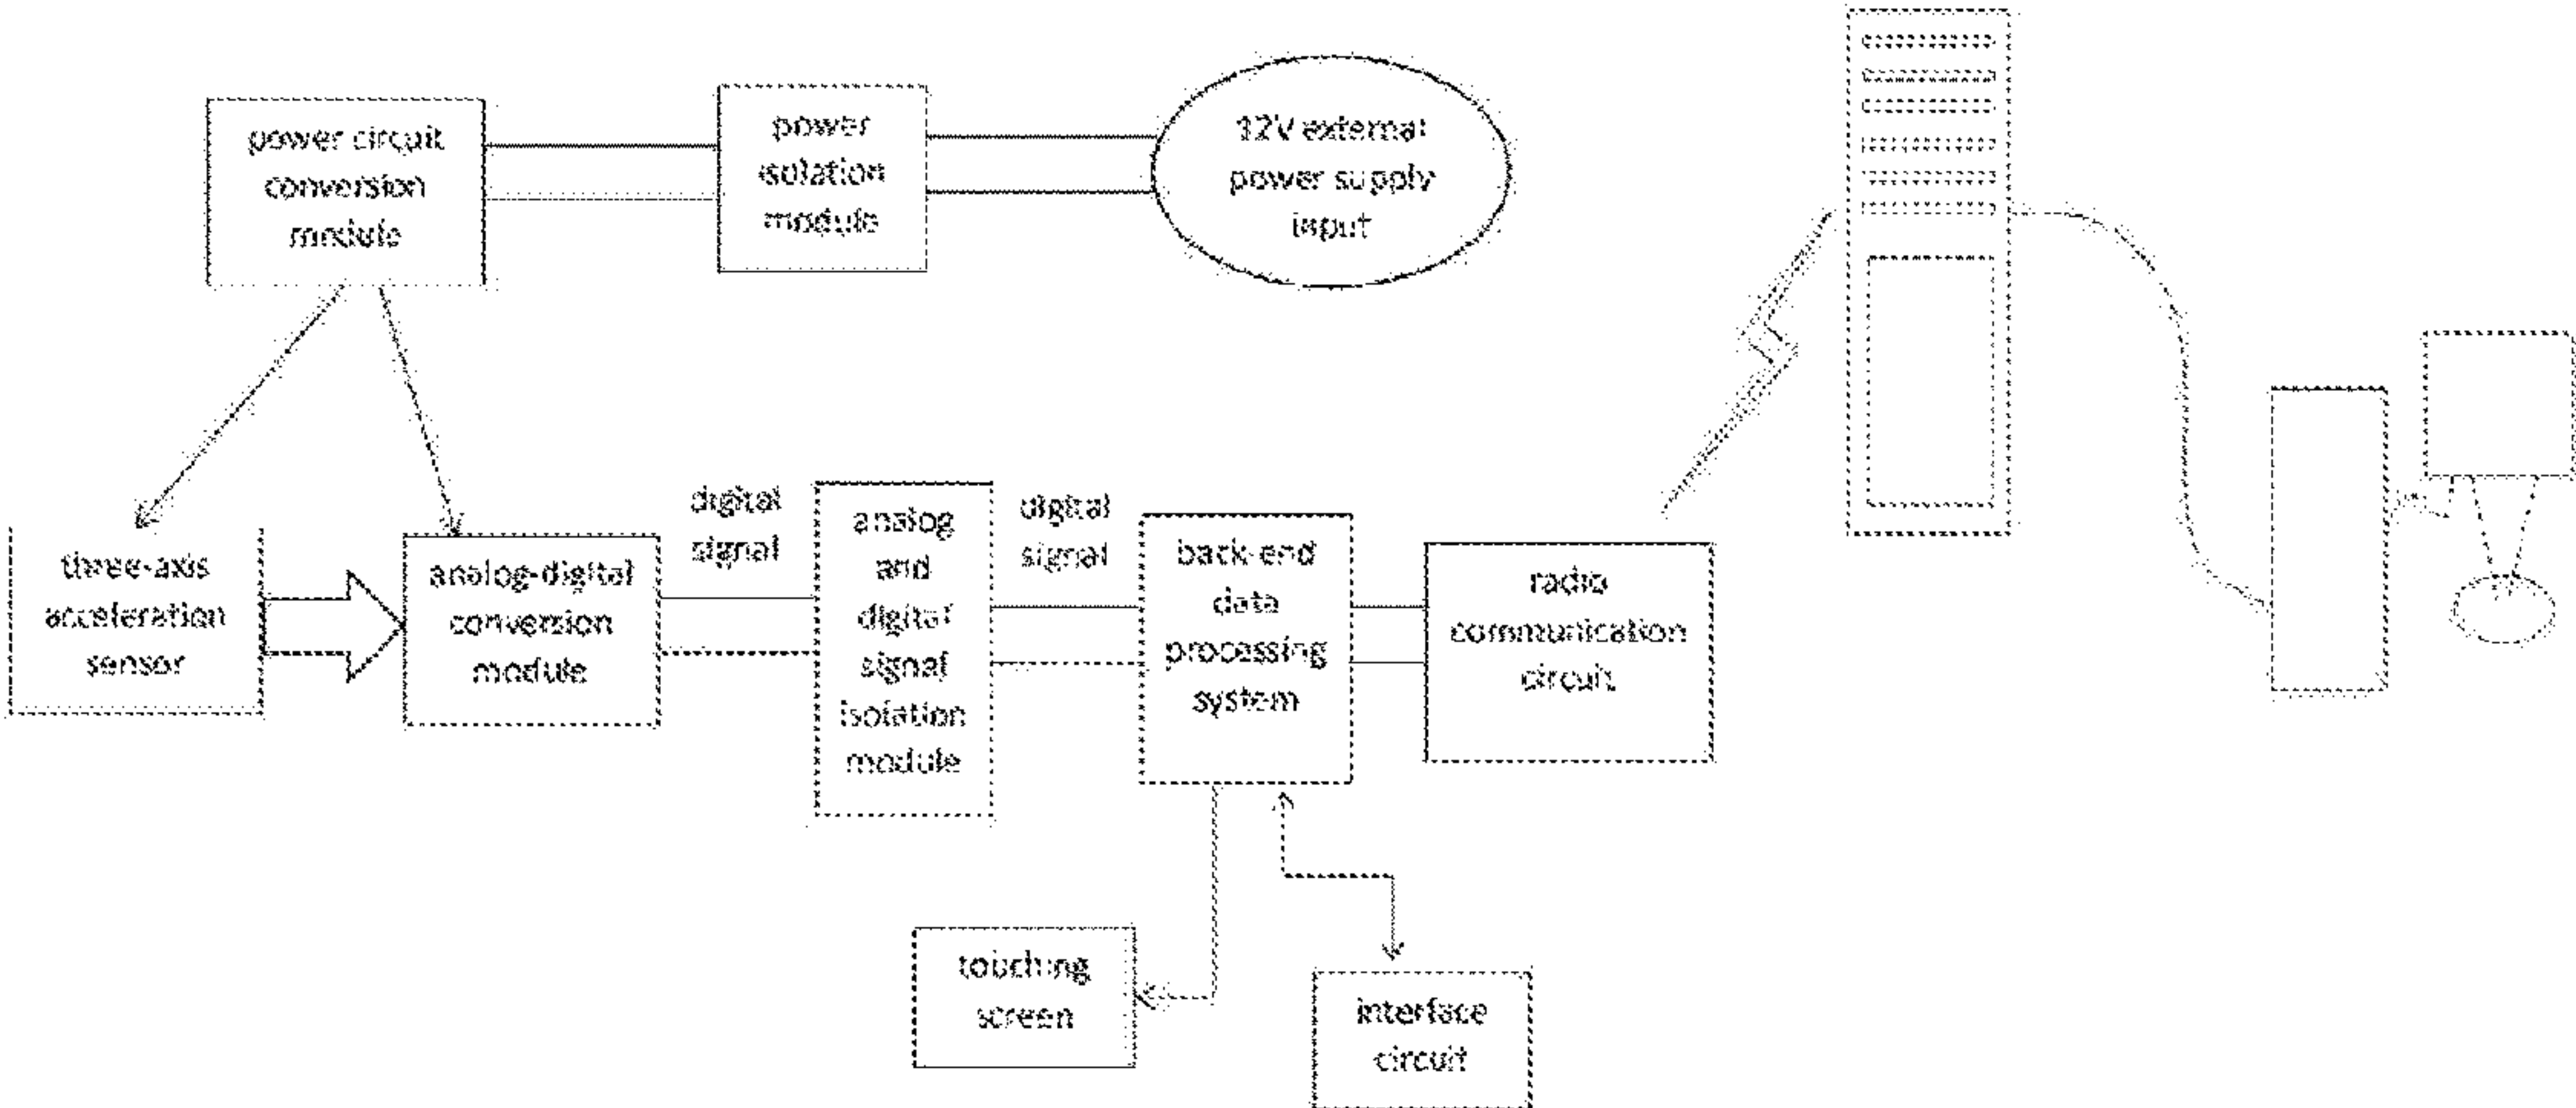 power circuit
conversion
module
power
isolation
module
12V external
power supply
input
three-axis
acceleration
sensor
analog-digital
conversion
module
digital
signal
analog
and
digital
signal
isolation
module
digital
signal
back-end
data
processing
system
radio
communication
circuit
touching
screen
interface
circuit